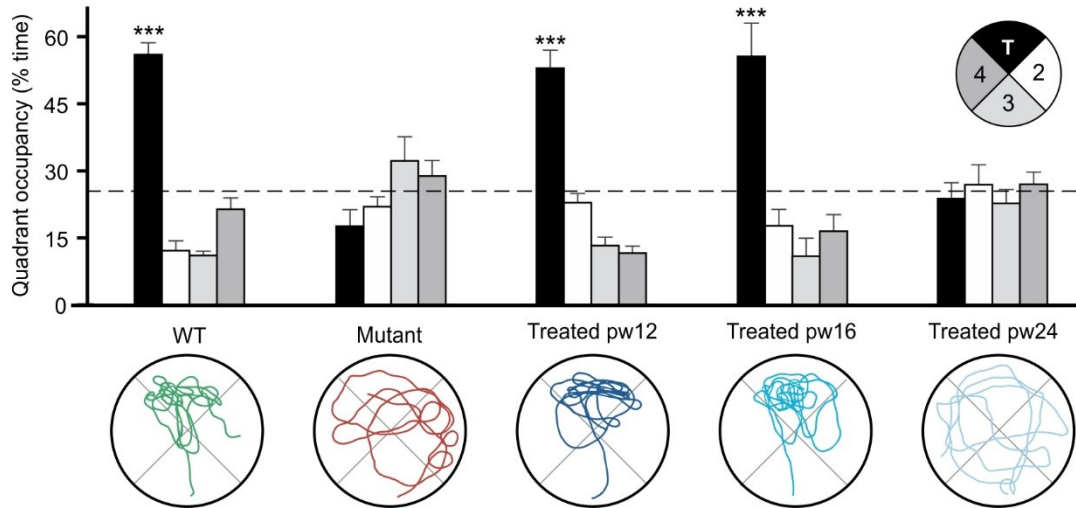 Quadrant occupancy (% time)
60
45
30
15
0
***
***
***
T
4
2
3
WT
Mutant
Treated pw12
Treated pw16
Treated pw24